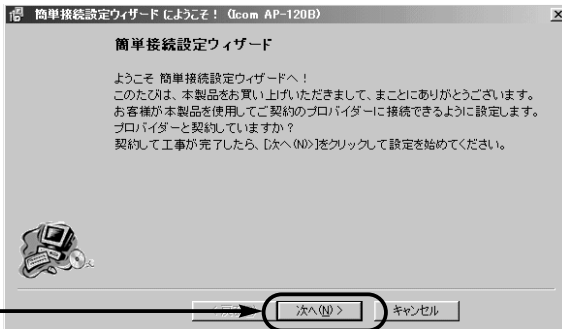 簡単接続設定ウィザード にようこそ! (Icom AP-120B)
簡単接続設定ウィザード
ようこそ 簡単接続設定ウィザードへ!
このたびは、本製品をお買い上げいただきまして、まことにありがとうございます。
お客様が本製品を使用してご契約のプロバイダーに接続できるように設定します。
プロバイダーと契約していますか?
契約して工事が完了したら、[次へ(N)>]をクリックして設定を始めてください。
次へ(N) >
キャンセル